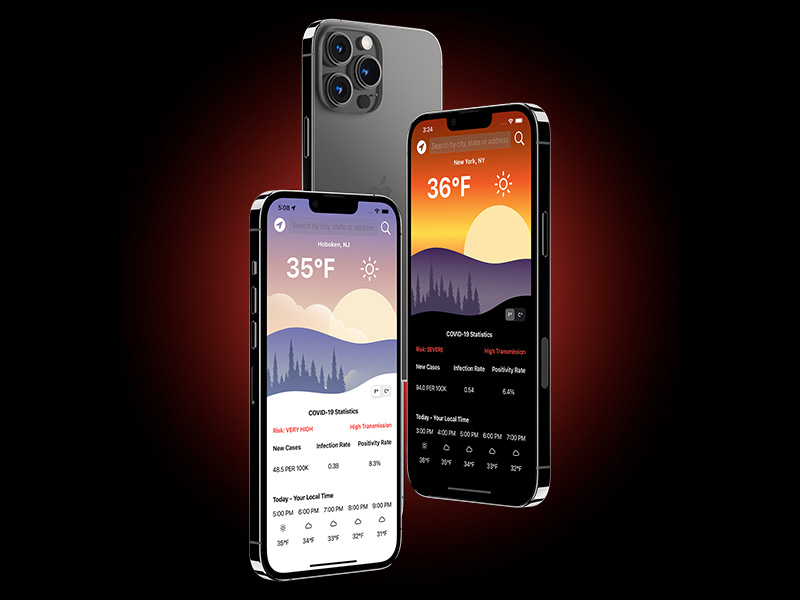 5:08
Search by city, state or address
Hoboken, NJ
35°F
F° C°
COVID-19 Statistics
Risk: VERY HIGH High Transmission
New Cases Infection Rate Positivity Rate
48.5 PER 100K 0.38 8.3%
Today - Your Local Time
5:00 PM 6:00 PM 7:00 PM 8:00 PM 9:00 PM
35°F 34°F 33°F 32°F 31°F
3:24
Search by city, state or address
New York, NY
36°F
F° C°
COVID-19 Statistics
Risk: SEVERE High Transmission
New Cases Infection Rate Positivity Rate
94.0 PER 100K 0.54 6.4%
Today - Your Local Time
3:00 PM 4:00 PM 5:00 PM 6:00 PM 7:00 PM
36°F 35°F 34°F 33°F 32°F